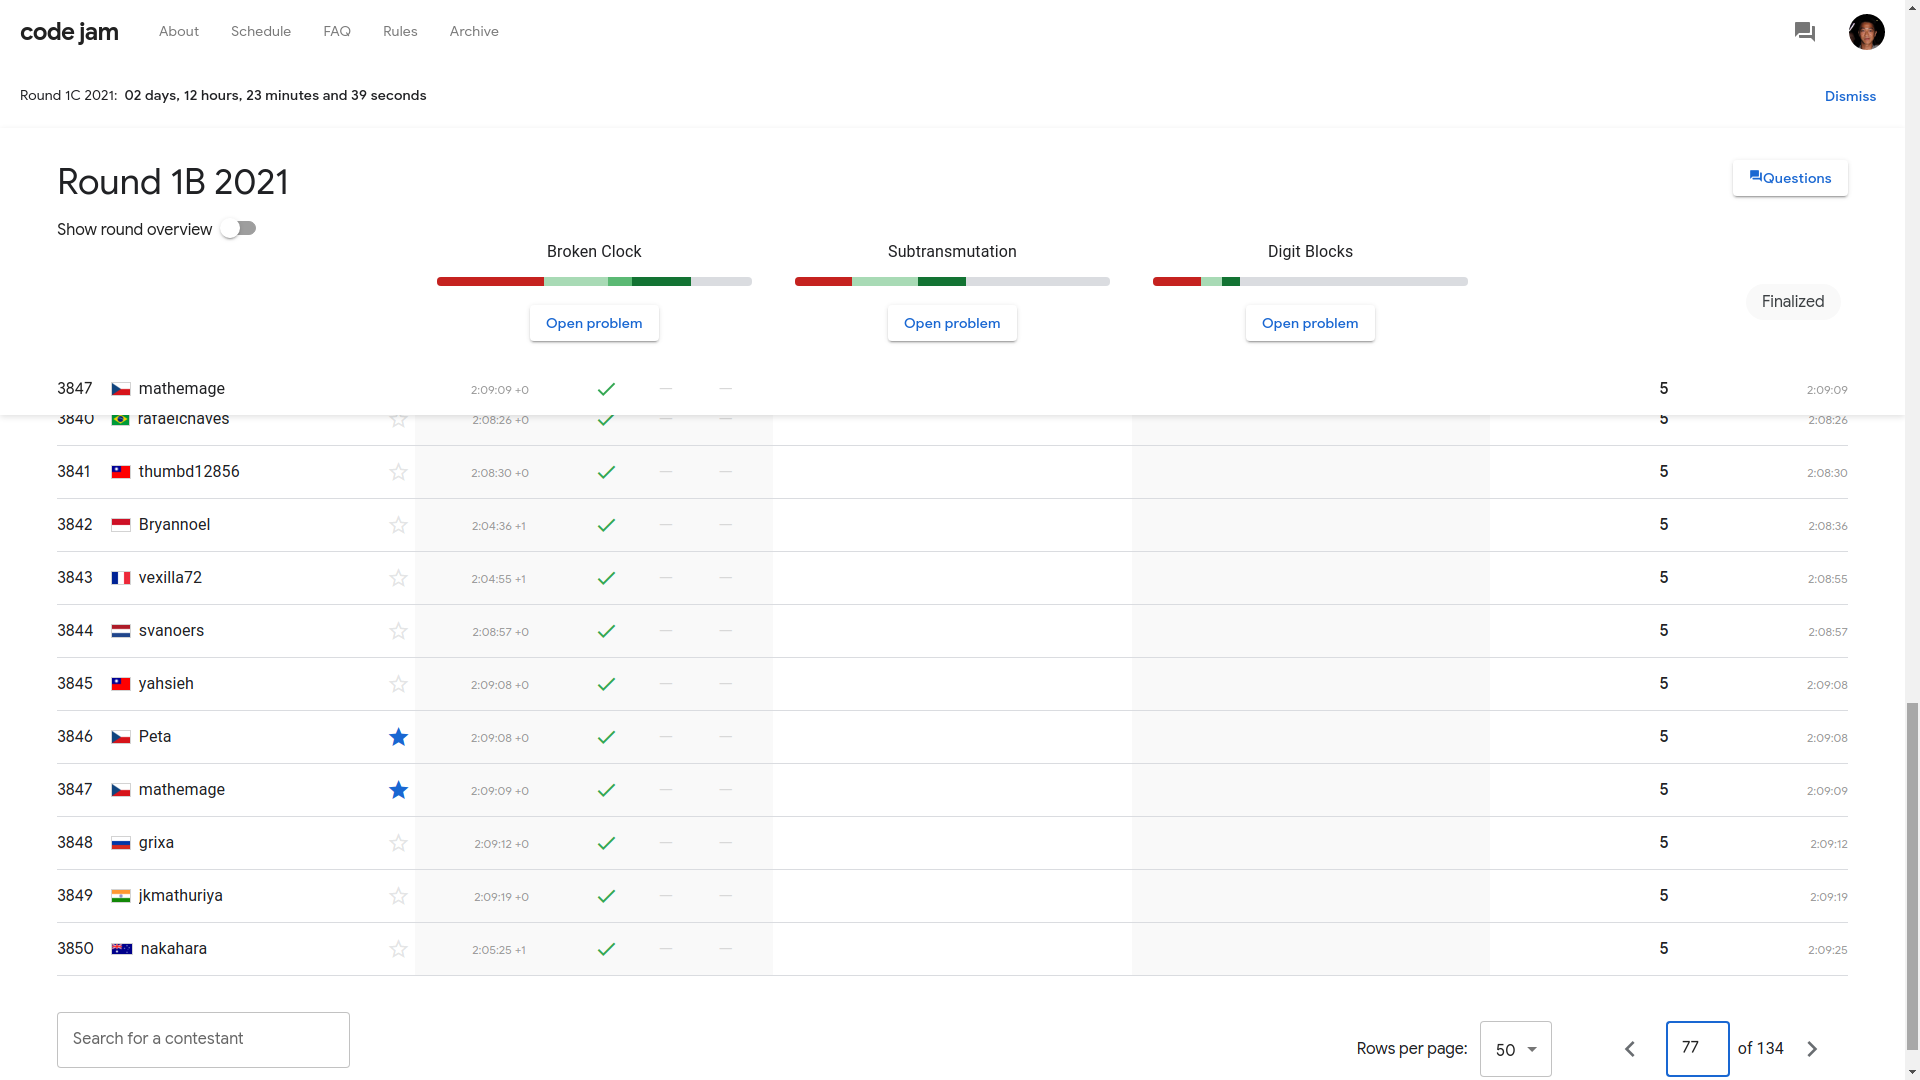 code jam About Schedule FAQ Rules Archive
Round 1C 2021: 02 days, 12 hours, 23 minutes and 39 seconds Dismiss
Round 1B 2021 Questions
Show round overview
Broken Clock Subtransmutation Digit Blocks
Finalized
Open problem Open problem Open problem
3847 mathemage 2:09:09 +0 — — 5 2:09:09
3840 rafaelchaves 2:08:26 +0 — — 5 2:08:26
3841 thumbd12856 2:08:30 +0 — — 5 2:08:30
3842 Bryannoel 2:04:36 +1 — — 5 2:08:36
3843 vexilla72 2:04:55 +1 — — 5 2:08:55
3844 svanoers 2:08:57 +0 — — 5 2:08:57
3845 yahsieh 2:09:08 +0 — — 5 2:09:08
3846 Peta 2:09:08 +0 — — 5 2:09:08
3847 mathemage 2:09:09 +0 — — 5 2:09:09
3848 grixa 2:09:12 +0 — — 5 2:09:12
3849 jkmathuriya 2:09:19 +0 — — 5 2:09:19
3850 nakahara 2:05:25 +1 — — 5 2:09:25
Search for a contestant
Rows per page: 50 77 of 134